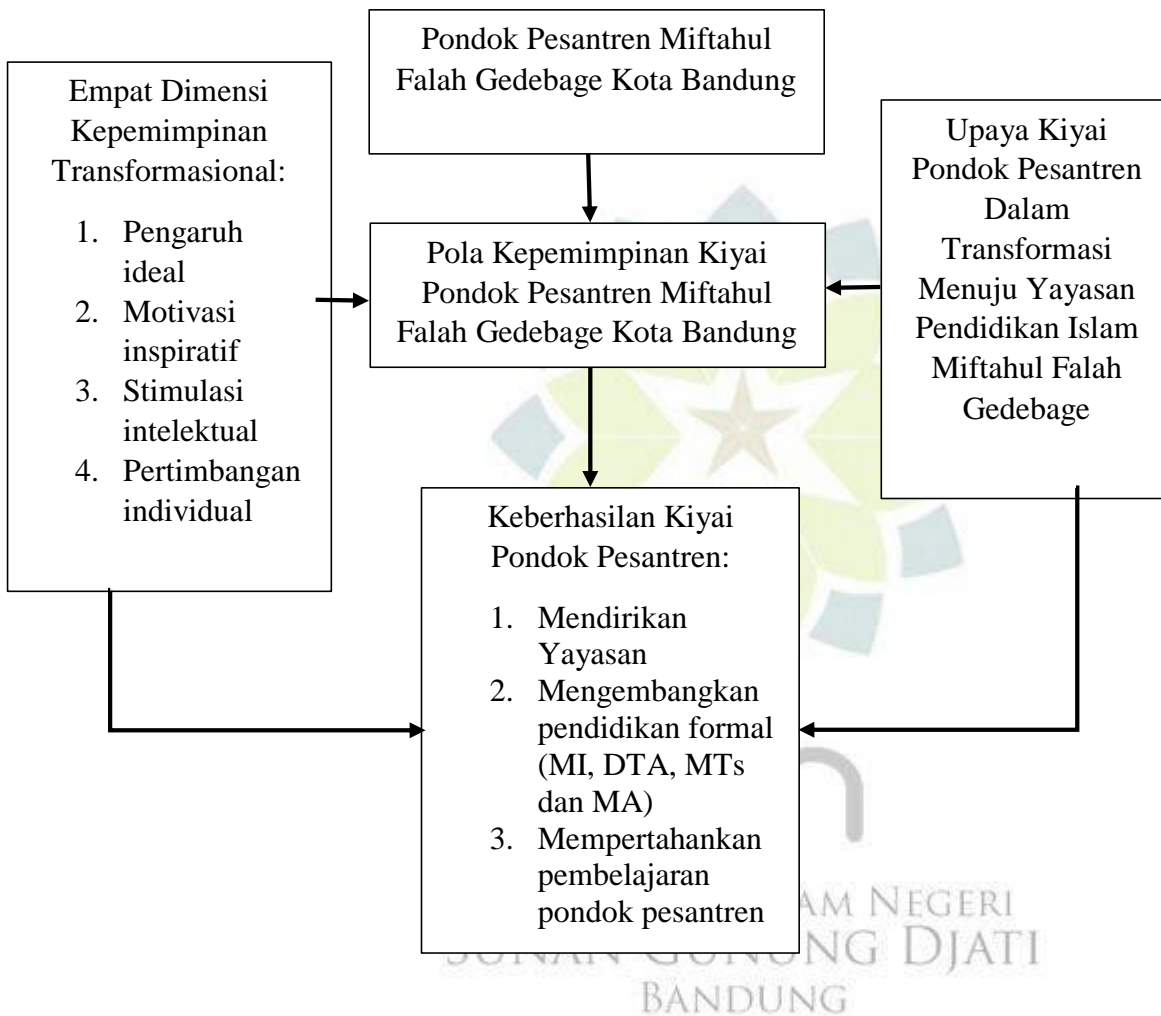 Pondok Pesantren Miftahul
Falah Gedebage Kota Bandung
Empat Dimensi
Kepemimpinan
Transformasional:
1. Pengaruh
ideal
2. Motivasi
inspiratif
3. Stimulasi
intelektual
4. Pertimbangan
individual
Pola Kepemimpinan Kiyai
Pondok Pesantren Miftahul
Falah Gedebage Kota Bandung
Upaya Kiyai
Pondok Pesantren
Dalam
Transformasi
Menuju Yayasan
Pendidikan Islam
Miftahul Falah
Gedebage
Keberhasilan Kiyai
Pondok Pesantren:
1. Mendirikan
Yayasan
2. Mengembangkan
pendidikan formal
(MI, DTA, MTs
dan MA)
3. Mempertahankan
pembelajaran
pondok pesantren
AM NEGERI
SUNAN GUNUNG DJATI
BANDUNG